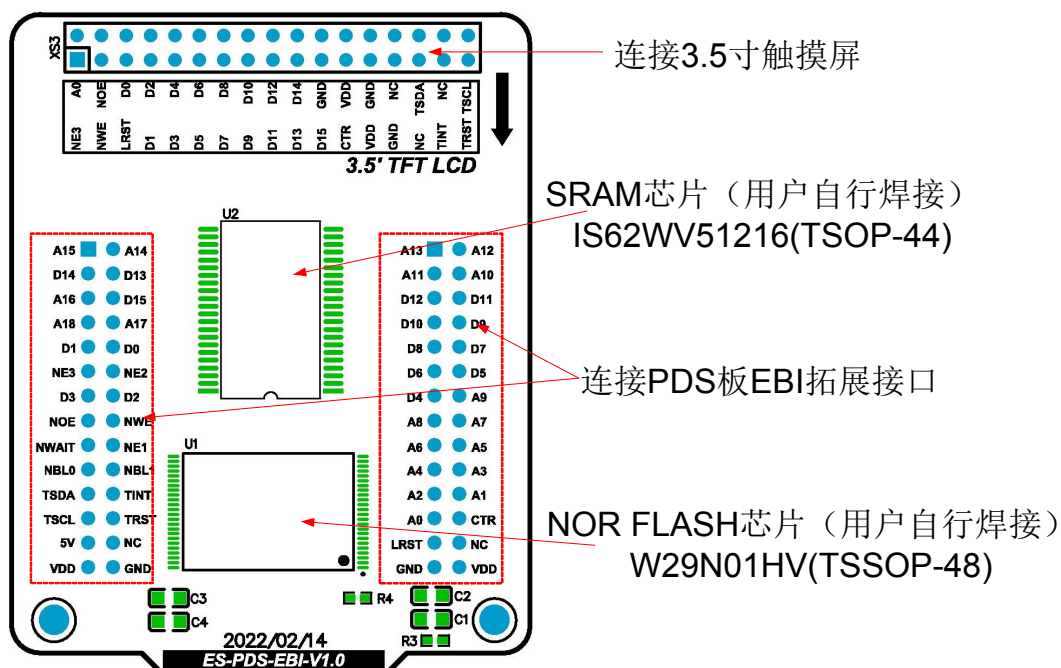 XS3
连接3.5寸触摸屏
A0 NOE D0 D2 D4 D6 D8 D10 D12 D14 GND VDD GND NC TSDA NC TSCL
NE3 NWE LRST D1 D3 D5 D7 D9 D11 D13 D15 CTR VDD GND NC TINT TRST
3.5' TFT LCD
SRAM芯片（用户自行焊接）
IS62WV51216(TSOP-44)
U2
A15 A14 A13 A12
D14 D13 A11 A10
A16 D15 D12 D11
A18 A17 D10 D9
D1 D0 D8 D7
NE3 NE2 D6 D5
连接PDS板EBI拓展接口
D3 D2 D4 A9
NOE NWE A8 A7
U1
NWAIT NE1 A6 A5
NBL0 NBL1 A4 A3
TSDA TINT A2 A1
TSCL TRST A0 CTR
NOR FLASH芯片（用户自行焊接）
W29N01HV(TSSOP-48)
5V NC LRST NC
VDD GND GND VDD
C3 R4 C2
C4 C1
2022/02/14 R3
ES-PDS-EBI-V1.0